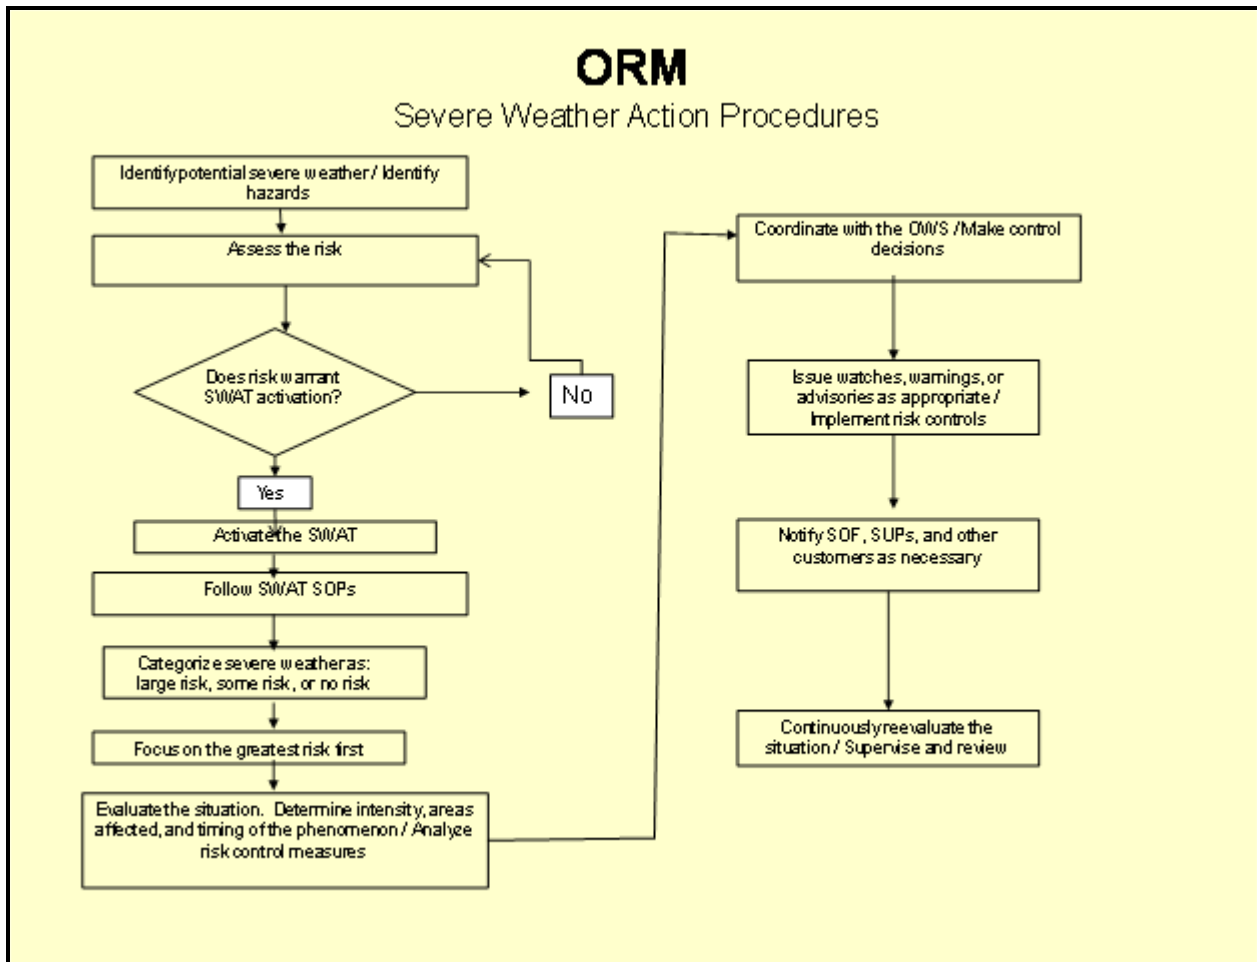 ORM
Severe Weather Action Procedures
Identify potential severe weather / Identify
hazards
Assess the risk
Does risk warrant
SWAT activation?
No
Yes
Activate the SWAT
Follow SWAT SOPs
Categorize severe weather as:
large risk, some risk, or no risk
Focus on the greatest risk first
Evaluate the situation. Determine intensity, areas
affected, and timing of the phenomenon / Analyze
risk control measures
Coordinate with the OWS / Make control
decisions
Issue watches, warnings, or
advisories as appropriate /
Implement risk controls
Notify SOF, SUPs, and other
customers as necessary
Continuously reevaluate the
situation / Supervise and review